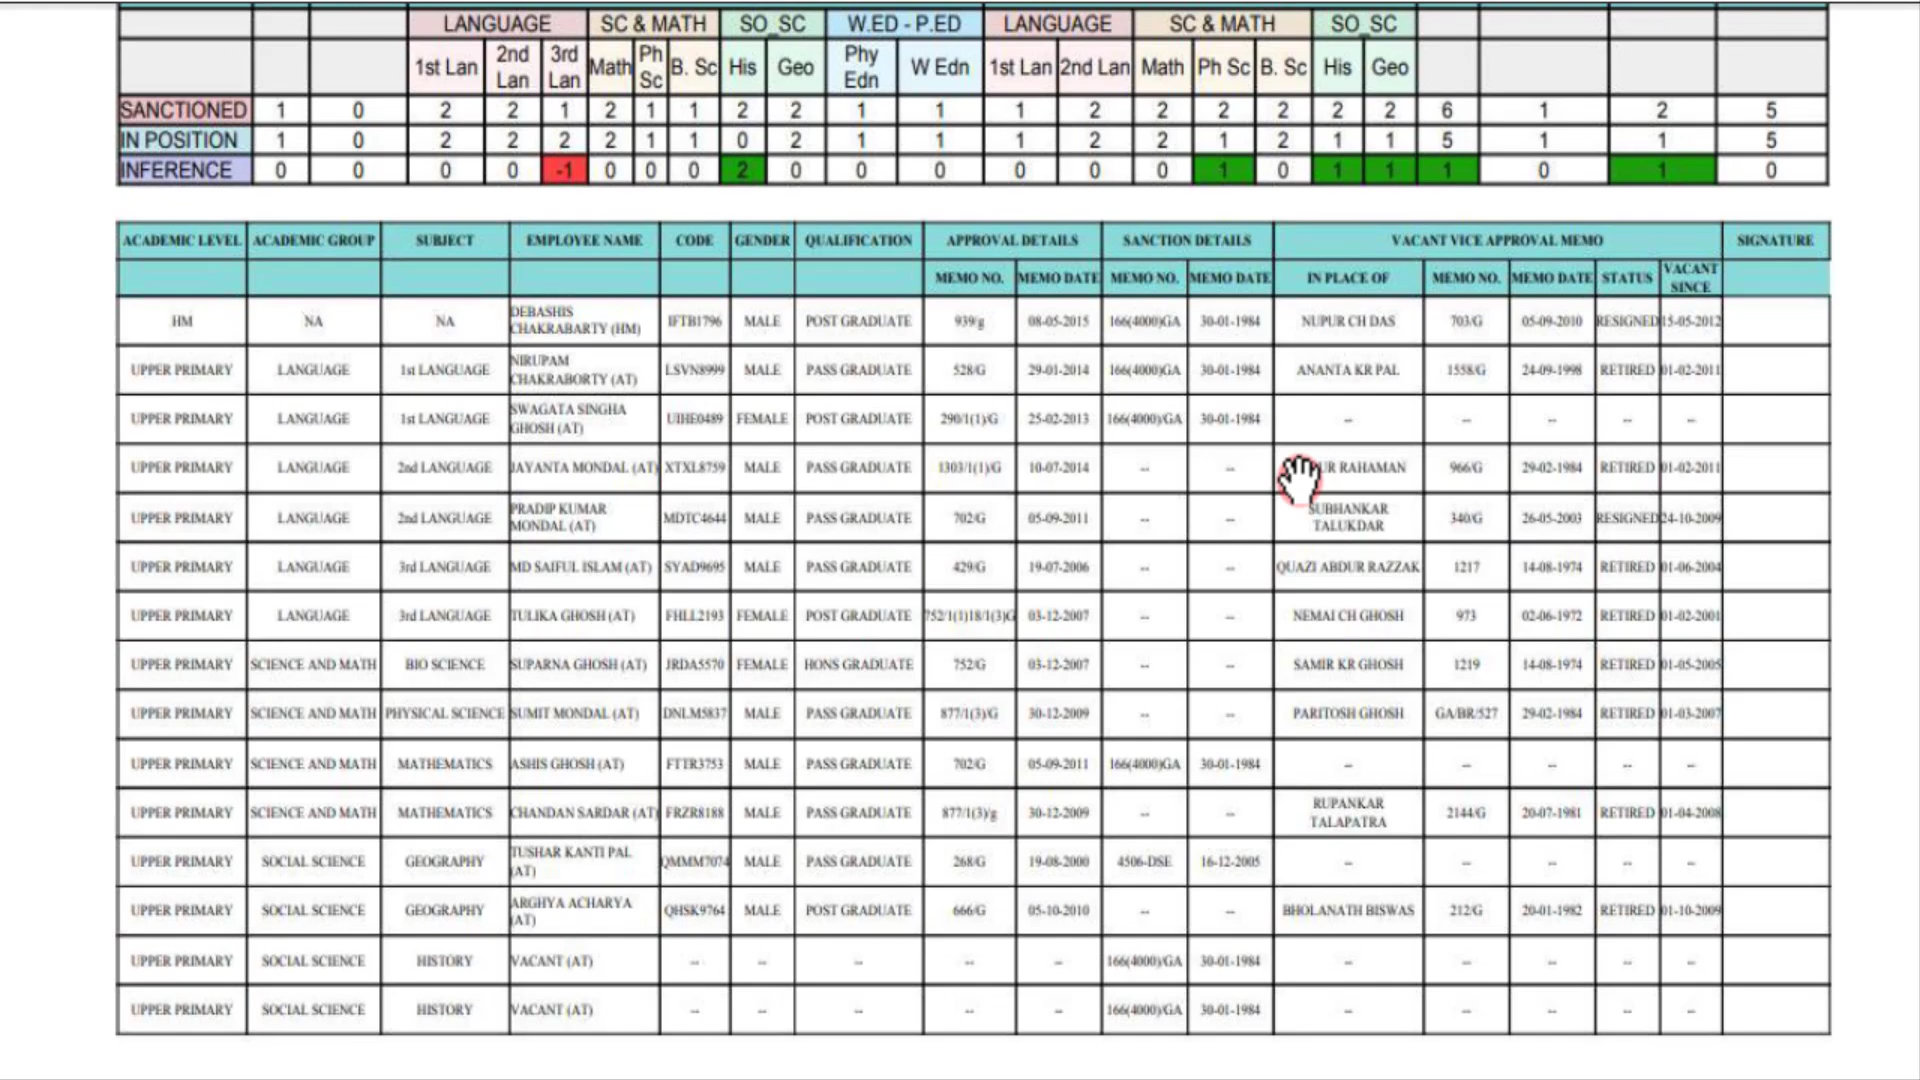 LANGUAGE SC & MATH SO_SC W.ED - P.ED LANGUAGE SC & MATH SO_SC
1st Lan 2nd Lan 3rd Lan Math Ph Sc B. Sc His Geo Phy Edn W Edn 1st Lan 2nd Lan Math Ph Sc B. Sc His Geo
SANCTIONED 1 0 2 2 1 2 1 1 2 2 1 1 1 2 2 2 2 2 2 6 1 2 5
IN POSITION 1 0 2 2 2 2 1 1 0 2 1 1 1 2 2 1 2 1 1 5 1 1 5
INFERENCE 0 0 0 0 -1 0 0 0 2 0 0 0 0 0 0 1 0 1 1 1 0 1 0
ACADEMIC LEVEL ACADEMIC GROUP SUBJECT EMPLOYEE NAME CODE GENDER QUALIFICATION APPROVAL DETAILS SANCTION DETAILS VACANT VICE APPROVAL MEMO SIGNATURE
MEMO NO. MEMO DATE MEMO NO. MEMO DATE IN PLACE OF MEMO NO. MEMO DATE STATUS VACANT SINCE
HM NA NA DEBASHIS CHAKRABARTY (HM) IFTB1796 MALE POST GRADUATE 939/g 08-05-2015 166(4000)GA 30-01-1984 NUPUR CH DAS 703/G 05-09-2010 RESIGNED 15-05-2012
UPPER PRIMARY LANGUAGE 1st LANGUAGE NIRUPAM CHAKRABORTY (AT) LSVN8999 MALE PASS GRADUATE 528/G 29-01-2014 166(4000)GA 30-01-1984 ANANTA KR PAL 1558/G 24-09-1998 RETIRED 01-02-2011
UPPER PRIMARY LANGUAGE 1st LANGUAGE SWAGATA SINGHA GHOSH (AT) UIHE0489 FEMALE POST GRADUATE 290/1(1)/G 25-02-2013 166(4000)/GA 30-01-1984 -- -- -- -- --
UPPER PRIMARY LANGUAGE 2nd LANGUAGE JAYANTA MONDAL (AT) XTXL8759 MALE PASS GRADUATE 1303/1(1)/G 10-07-2014 -- -- RAHAMAN 966/G 29-02-1984 RETIRED 01-02-2011
UPPER PRIMARY LANGUAGE 2nd LANGUAGE PRADIP KUMAR MONDAL (AT) MDTC4644 MALE PASS GRADUATE 702/G 05-09-2011 -- -- SUBHANKAR TALUKDAR 340/G 26-05-2003 RESIGNED 24-10-2009
UPPER PRIMARY LANGUAGE 3rd LANGUAGE MD SAIFUL ISLAM (AT) SYAD9695 MALE PASS GRADUATE 429/G 19-07-2006 -- -- QUAZI ABDUR RAZZAK 1217 14-08-1974 RETIRED 01-06-2004
UPPER PRIMARY LANGUAGE 3rd LANGUAGE TULIKA GHOSH (AT) FHLL2193 FEMALE POST GRADUATE 752/1(1)18/1(3)G 03-12-2007 -- -- NEMAI CH GHOSH 973 02-06-1972 RETIRED 01-02-2001
UPPER PRIMARY SCIENCE AND MATH BIO SCIENCE SUPARNA GHOSH (AT) JRDA5570 FEMALE HONS GRADUATE 752/G 03-12-2007 -- -- SAMIR KR GHOSH 1219 14-08-1974 RETIRED 01-05-2005
UPPER PRIMARY SCIENCE AND MATH PHYSICAL SCIENCE SUMIT MONDAL (AT) DNLM5837 MALE PASS GRADUATE 877/1(3)/G 30-12-2009 -- -- PARITOSH GHOSH GA/BR/527 29-02-1984 RETIRED 01-03-2007
UPPER PRIMARY SCIENCE AND MATH MATHEMATICS ASHIS GHOSH (AT) FTTR3753 MALE PASS GRADUATE 702/G 05-09-2011 166(4000)GA 30-01-1984 -- -- -- -- --
UPPER PRIMARY SCIENCE AND MATH MATHEMATICS CHANDAN SARDAR (AT) FRZR8188 MALE PASS GRADUATE 877/1(3)/g 30-12-2009 -- -- RUPANKAR TALAPATRA 2144/G 20-07-1981 RETIRED 01-04-2008
UPPER PRIMARY SOCIAL SCIENCE GEOGRAPHY TUSHAR KANTI PAL (AT) QMMM7074 MALE PASS GRADUATE 268/G 19-08-2000 4506-DSE 16-12-2005 -- -- -- -- --
UPPER PRIMARY SOCIAL SCIENCE GEOGRAPHY ARGHYA ACHARYA (AT) QHSK9764 MALE POST GRADUATE 666/G 05-10-2010 -- -- BHOLANATH BISWAS 212/G 20-01-1982 RETIRED 01-10-2009
UPPER PRIMARY SOCIAL SCIENCE HISTORY VACANT (AT) -- -- -- -- -- 166(4000)/GA 30-01-1984 -- -- -- -- --
UPPER PRIMARY SOCIAL SCIENCE HISTORY VACANT (AT) -- -- -- -- -- 166(4000)/GA 30-01-1984 -- -- -- -- --